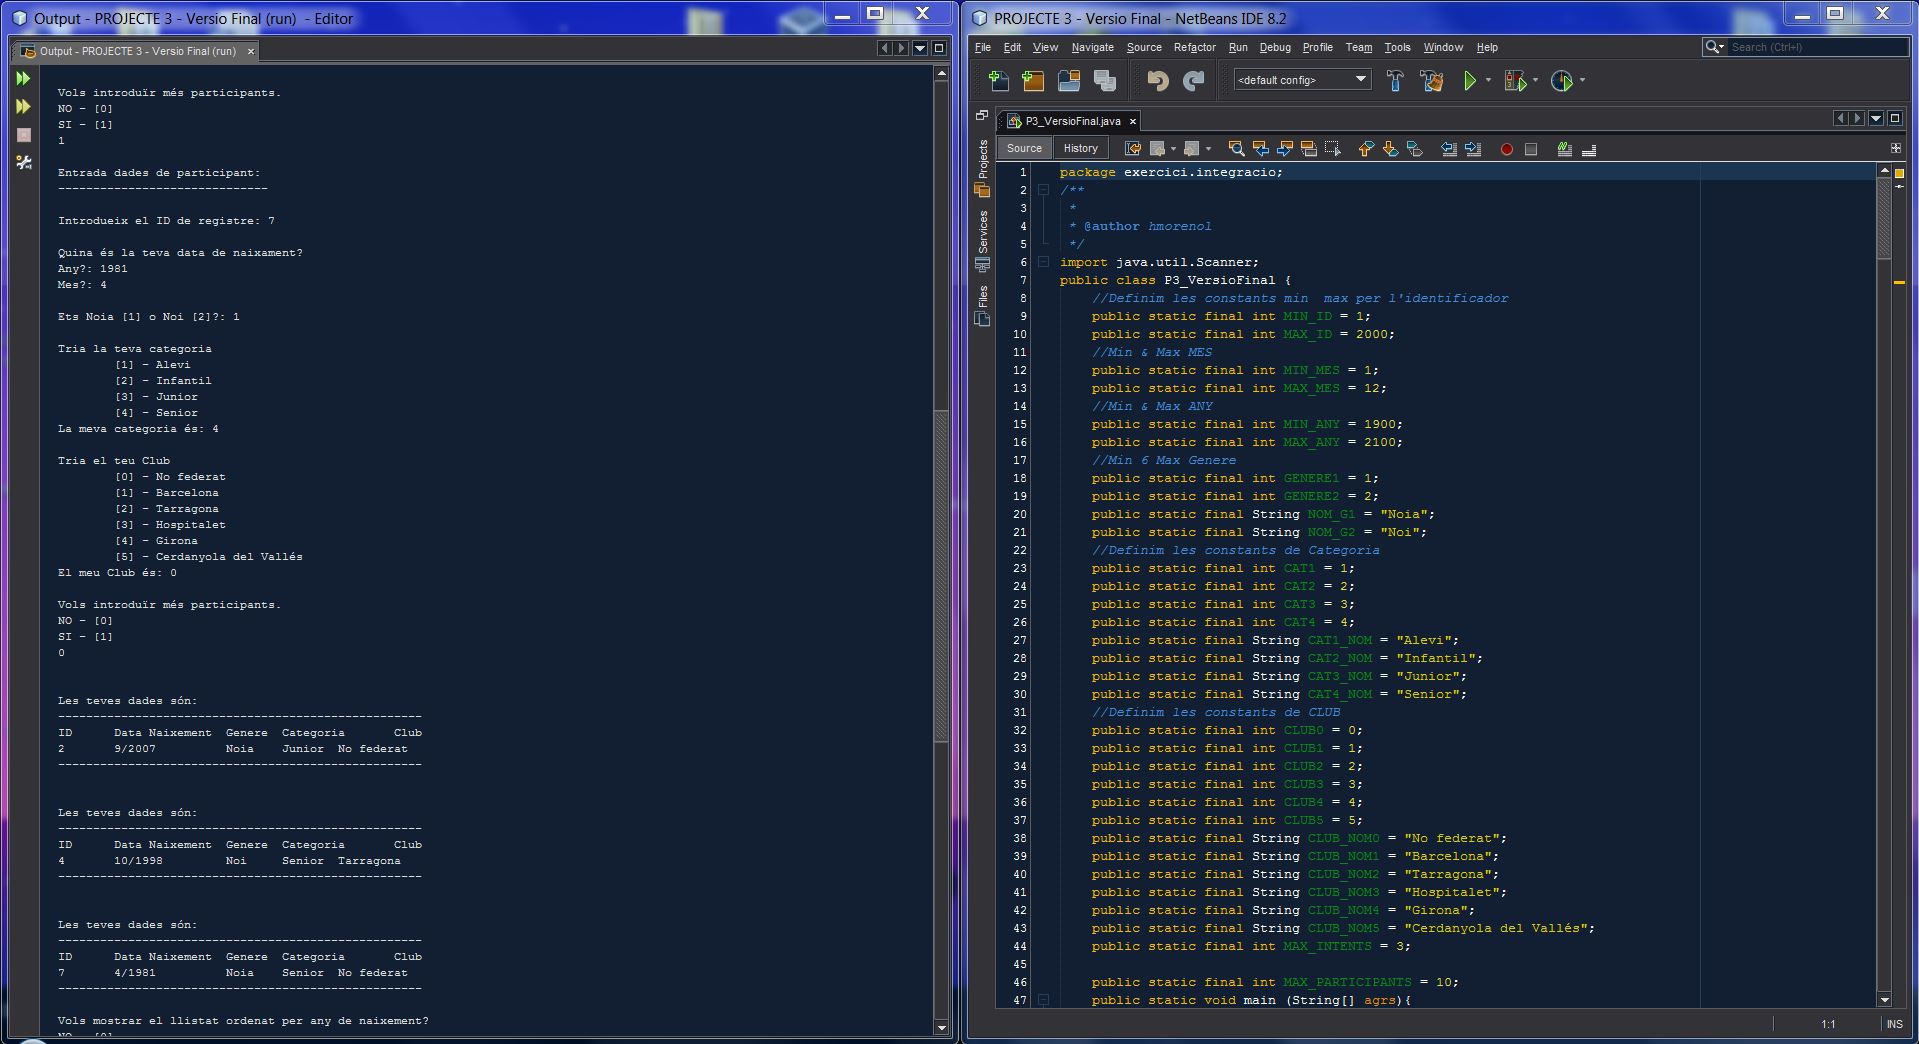 Output - PROJECTE 3 - Versio Final (run) - Editor
Output - PROJECTE 3 - Versio Final (run) ×
Vols introduïr més participants.
NO - [0]
SI - [1]
1
Entrada dades de participant:
------------------------------
Introdueix el ID de registre: 7
Quina és la teva data de naixament?
Any?: 1981
Mes?: 4
Ets Noia [1] o Noi [2]?: 1
Tria la teva categoria
[1] - Alevi
[2] - Infantil
[3] - Junior
[4] - Senior
La meva categoria és: 4
Tria el teu Club
[0] - No federat
[1] - Barcelona
[2] - Tarragona
[3] - Hospitalet
[4] - Girona
[5] - Cerdanyola del Vallés
El meu Club és: 0
Vols introduïr més participants.
NO - [0]
SI - [1]
0
Les teves dades són:
----------------------------------------------------
ID Data Naixement Genere Categoria Club
2 9/2007 Noia Junior No federat
----------------------------------------------------
Les teves dades són:
----------------------------------------------------
ID Data Naixement Genere Categoria Club
4 10/1998 Noi Senior Tarragona
----------------------------------------------------
Les teves dades són:
----------------------------------------------------
ID Data Naixement Genere Categoria Club
7 4/1981 Noia Senior No federat
----------------------------------------------------
Vols mostrar el llistat ordenat per any de naixement?
NO - [0]
PROJECTE 3 - Versio Final - NetBeans IDE 8.2
File Edit View Navigate Source Refactor Run Debug Profile Team Tools Window Help
Search (Ctrl+I)
<default config>
P3_VersioFinal.java ×
Source History
Projects
Services
Files
1 package exercici.integracio;
2 /**
3 *
4 * @author hmorenol
5 */
6 import java.util.Scanner;
7 public class P3_VersioFinal {
8 //Definim les constants min  max per l'identificador
9 public static final int MIN_ID = 1;
10 public static final int MAX_ID = 2000;
11 //Min & Max MES
12 public static final int MIN_MES = 1;
13 public static final int MAX_MES = 12;
14 //Min & Max ANY
15 public static final int MIN_ANY = 1900;
16 public static final int MAX_ANY = 2100;
17 //Min 6 Max Genere
18 public static final int GENERE1 = 1;
19 public static final int GENERE2 = 2;
20 public static final String NOM_G1 = "Noia";
21 public static final String NOM_G2 = "Noi";
22 //Definim les constants de Categoria
23 public static final int CAT1 = 1;
24 public static final int CAT2 = 2;
25 public static final int CAT3 = 3;
26 public static final int CAT4 = 4;
27 public static final String CAT1_NOM = "Alevi";
28 public static final String CAT2_NOM = "Infantil";
29 public static final String CAT3_NOM = "Junior";
30 public static final String CAT4_NOM = "Senior";
31 //Definim les constants de CLUB
32 public static final int CLUB0 = 0;
33 public static final int CLUB1 = 1;
34 public static final int CLUB2 = 2;
35 public static final int CLUB3 = 3;
36 public static final int CLUB4 = 4;
37 public static final int CLUB5 = 5;
38 public static final String CLUB_NOM0 = "No federat";
39 public static final String CLUB_NOM1 = "Barcelona";
40 public static final String CLUB_NOM2 = "Tarragona";
41 public static final String CLUB_NOM3 = "Hospitalet";
42 public static final String CLUB_NOM4 = "Girona";
43 public static final String CLUB_NOM5 = "Cerdanyola del Vallés";
44 public static final int MAX_INTENTS = 3;
45
46 public static final int MAX_PARTICIPANTS = 10;
47 public static void main (String[] agrs){
1:1 INS